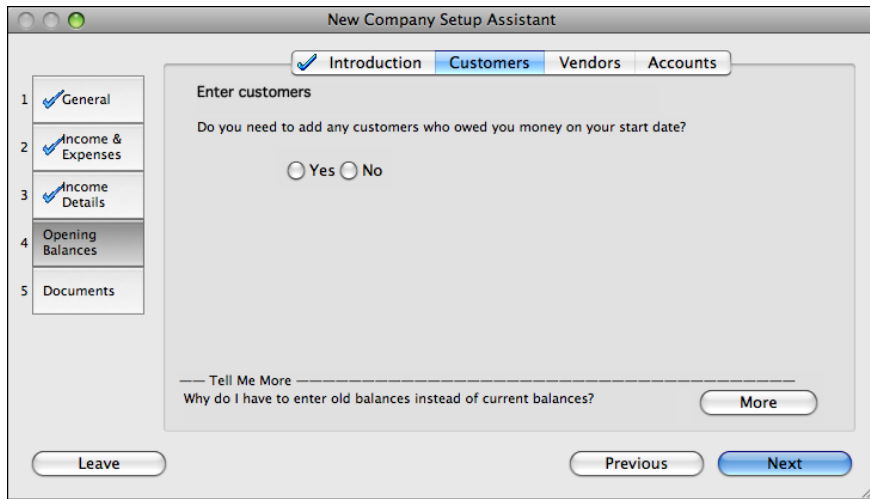 New Company Setup Assistant
Introduction Customers Vendors Accounts
1 General
2 Income &
Expenses
3 Income
Details
4 Opening
Balances
5 Documents
Enter customers
Do you need to add any customers who owed you money on your start date?
Yes No
Tell Me More
Why do I have to enter old balances instead of current balances?
More
Leave Previous Next